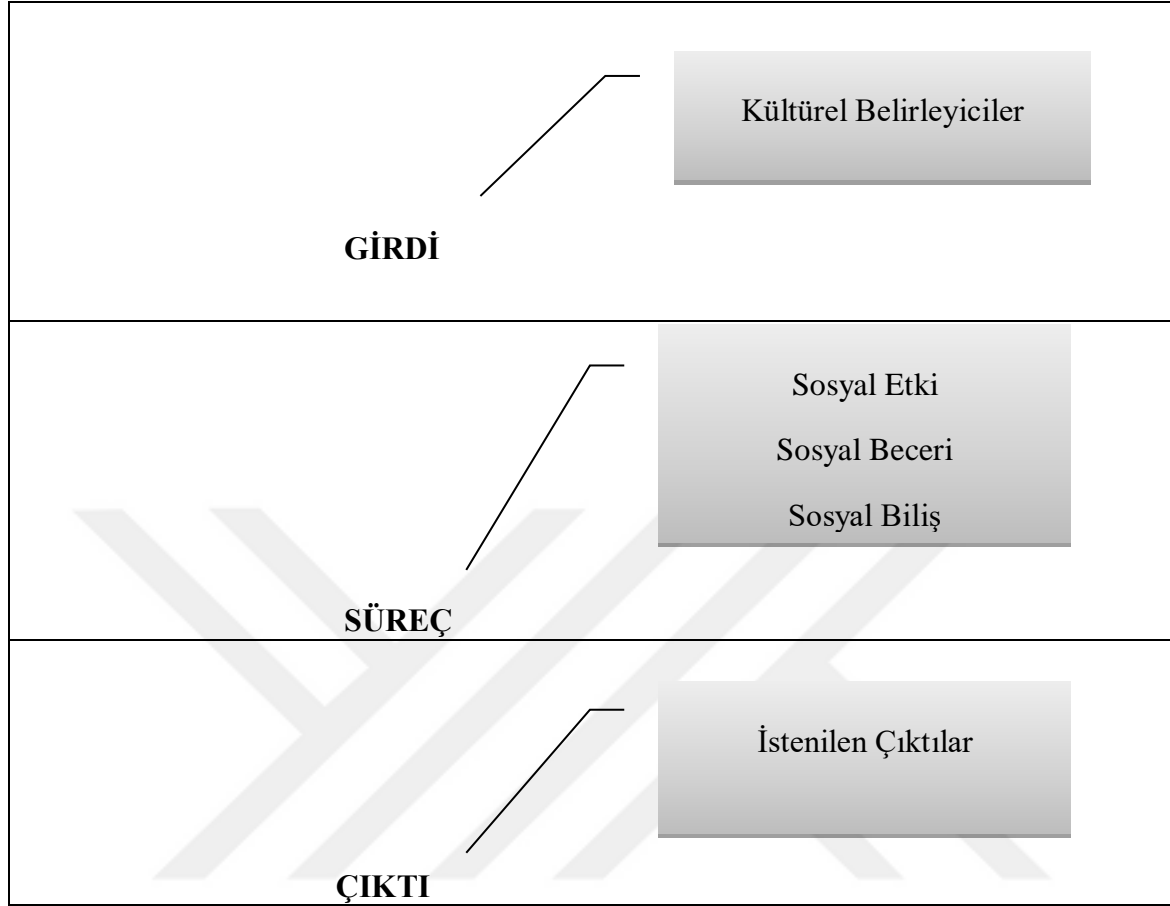 Kültürel Belirleyiciler
GİRDİ
Sosyal Etki
Sosyal Beceri
Sosyal Biliş
SÜREÇ
İstenilen Çıktılar
ÇIKTI